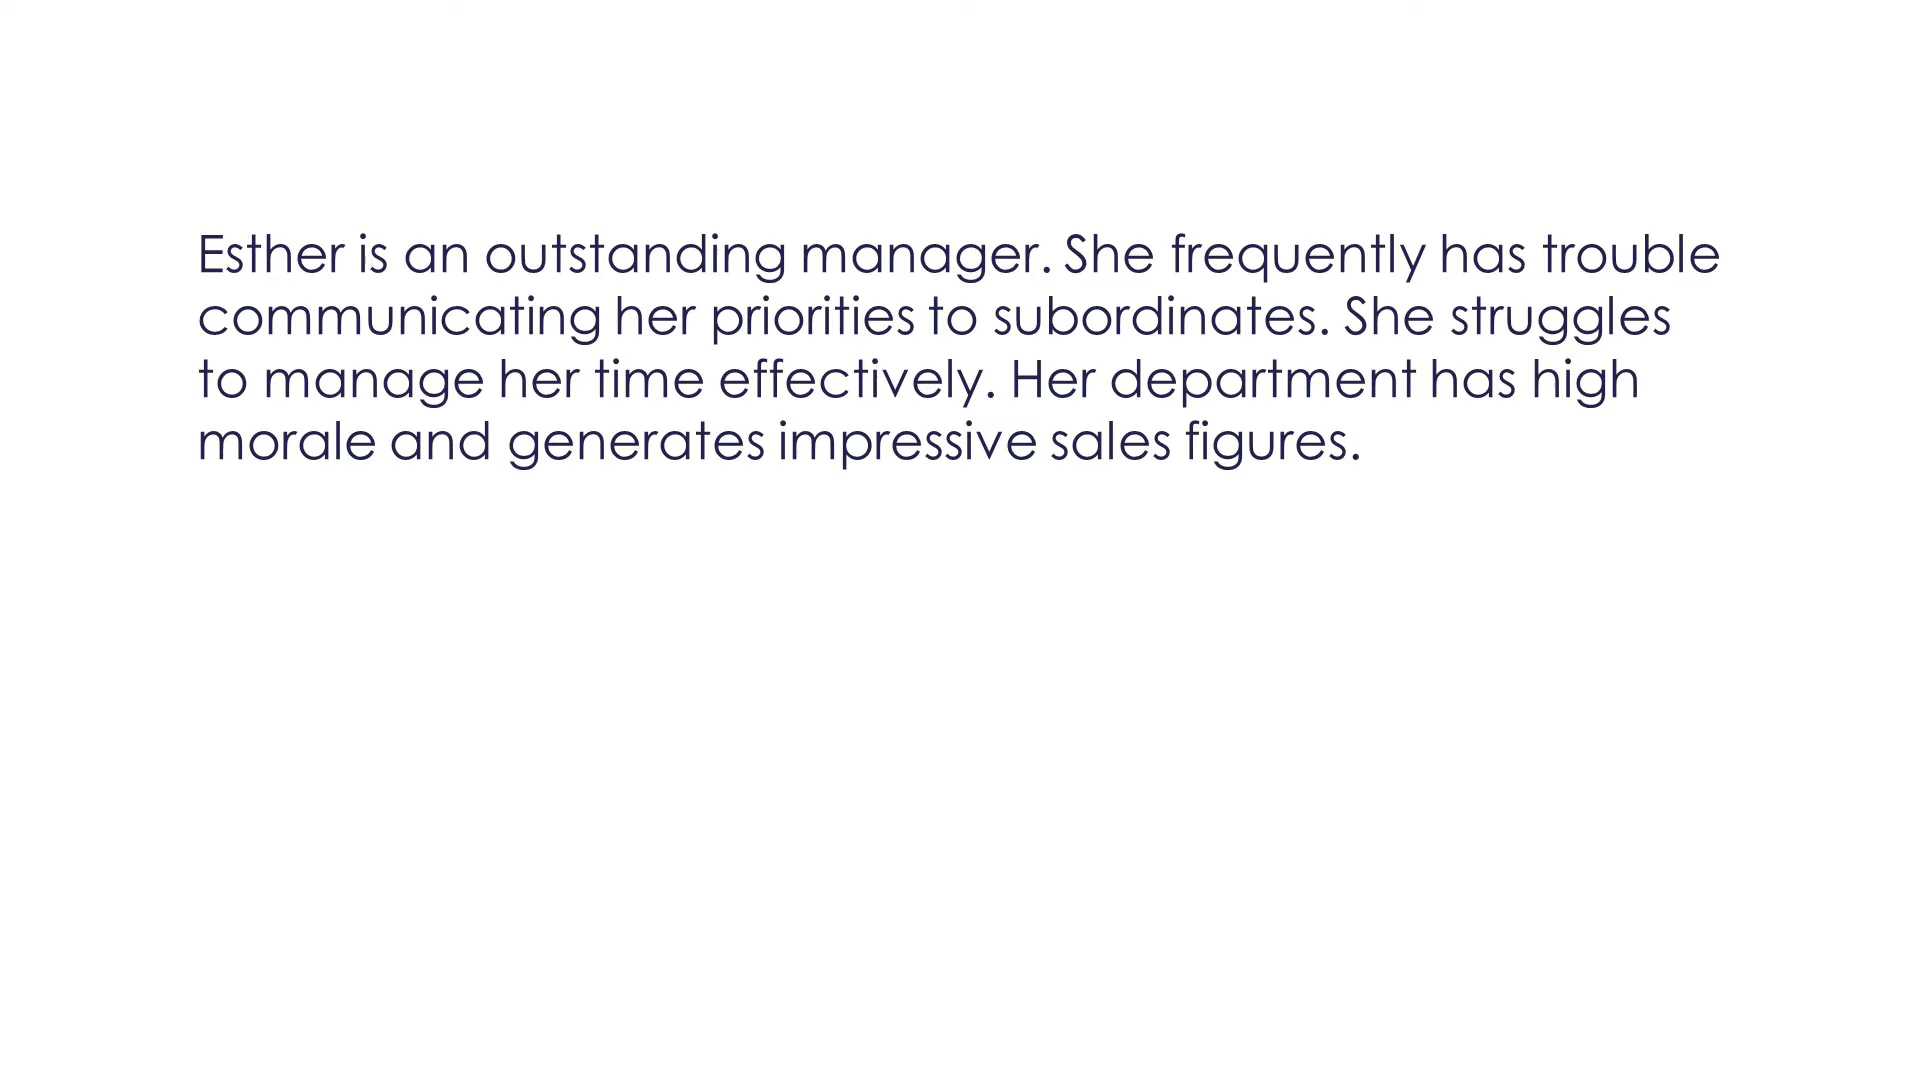 Esther is an outstanding manager. She frequently has trouble
communicating her priorities to subordinates. She struggles
to manage her time effectively. Her department has high
morale and generates impressive sales figures.